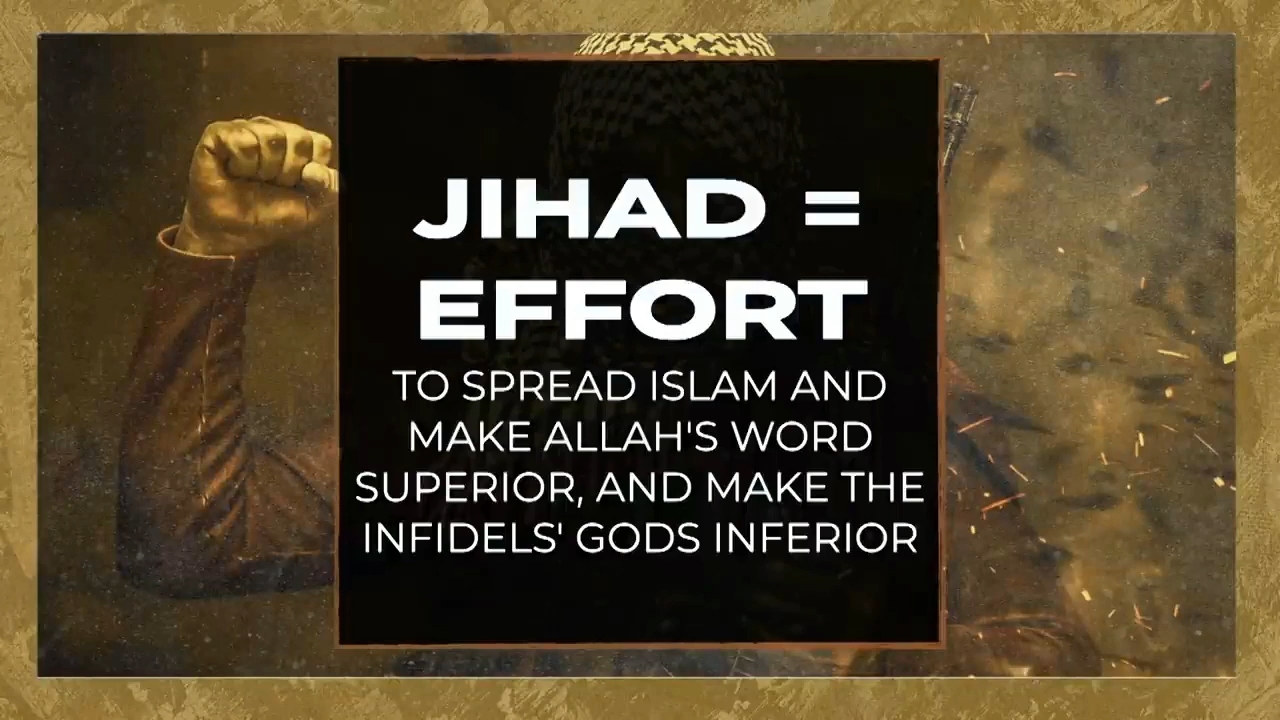 JIHAD =
EFFORT
TO SPREAD ISLAM AND
MAKE ALLAH'S WORD
SUPERIOR, AND MAKE THE
INFIDELS' GODS INFERIOR